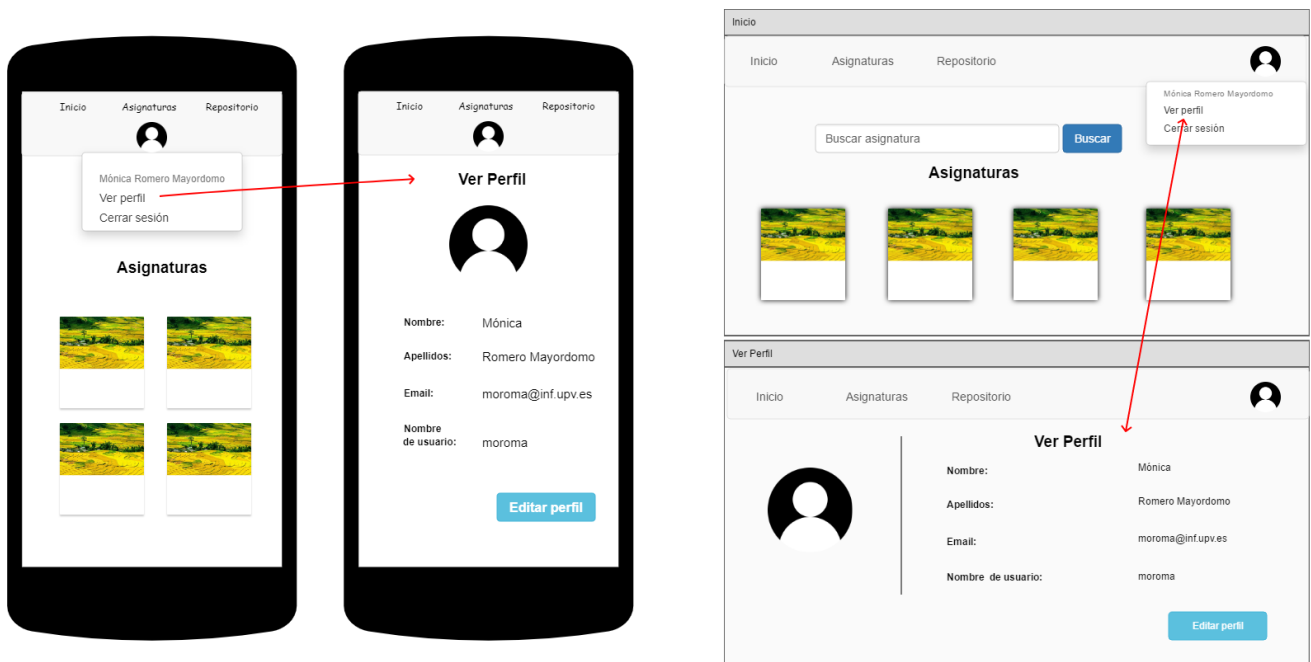 Inicio Asignaturas Repositorio
Mónica Romero Mayordomo
Ver perfil
Cerrar sesión
Asignaturas
Inicio Asignaturas Repositorio
Ver Perfil
Nombre: Mónica
Apellidos: Romero Mayordomo
Email: moroma@inf.upv.es
Nombre
de usuario: moroma
Editar perfil
Inicio
Inicio Asignaturas Repositorio
Mónica Romero Mayordomo
Ver perfil
Cerrar sesión
Buscar asignatura Buscar
Asignaturas
Ver Perfil
Inicio Asignaturas Repositorio
Ver Perfil
Nombre: Mónica
Apellidos: Romero Mayordomo
Email: moroma@inf.upv.es
Nombre de usuario: moroma
Editar perfil